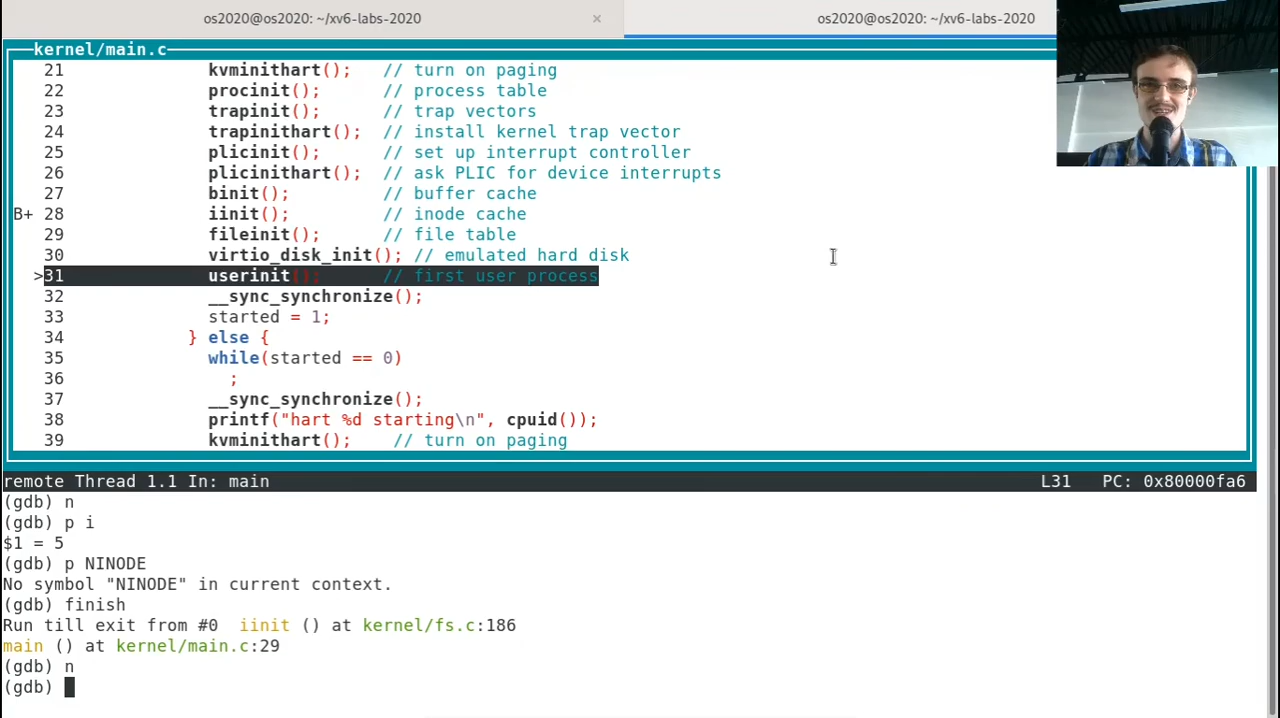 os2020@os2020: ~/xv6-labs-2020 × os2020@os2020: ~/xv6-labs-2020
kernel/main.c
21 kvminithart(); // turn on paging
22 procinit(); // process table
23 trapinit(); // trap vectors
24 trapinithart(); // install kernel trap vector
25 plicinit(); // set up interrupt controller
26 plicinithart(); // ask PLIC for device interrupts
27 binit(); // buffer cache
B+ 28 iinit(); // inode cache
29 fileinit(); // file table
30 virtio_disk_init(); // emulated hard disk
>31 userinit(); // first user process
32 __sync_synchronize();
33 started = 1;
34 } else {
35 while(started == 0)
36 ;
37 __sync_synchronize();
38 printf("hart %d starting\n", cpuid());
39 kvminithart(); // turn on paging
remote Thread 1.1 In: main L31 PC: 0x80000fa6
(gdb) n
(gdb) p i
$1 = 5
(gdb) p NINODE
No symbol "NINODE" in current context.
(gdb) finish
Run till exit from #0 iinit () at kernel/fs.c:186
main () at kernel/main.c:29
(gdb) n
(gdb)